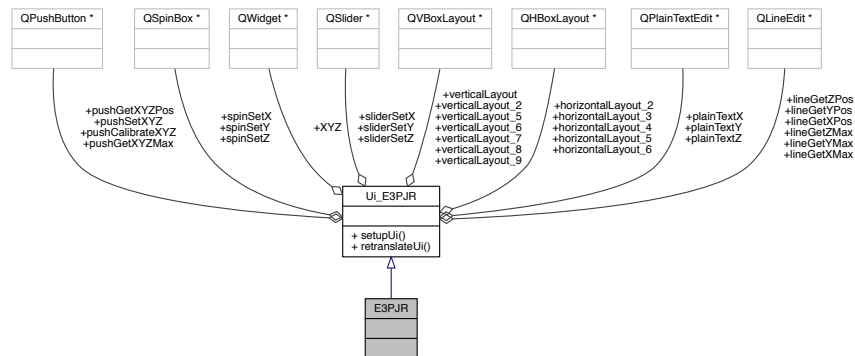 QPushButton *
QSpinBox *
QWidget *
QSlider *
QVBoxLayout *
QHBoxLayout *
QPlainTextEdit *
QLineEdit *
+pushGetXYZPos
+pushSetXYZ
+pushCalibrateXYZ
+pushGetXYZMax
+spinSetX
+spinSetY
+spinSetZ
+XYZ
+sliderSetX
+sliderSetY
+sliderSetZ
+verticalLayout
+verticalLayout_2
+verticalLayout_5
+verticalLayout_6
+verticalLayout_7
+verticalLayout_8
+verticalLayout_9
+horizontalLayout_2
+horizontalLayout_3
+horizontalLayout_4
+horizontalLayout_5
+horizontalLayout_6
+plainTextX
+plainTextY
+plainTextZ
+lineGetZPos
+lineGetYPos
+lineGetXPos
+lineGetZMax
+lineGetYMax
+lineGetXMax
Ui_E3PJR
+ setupUi()
+ retranslateUi()
E3PJR